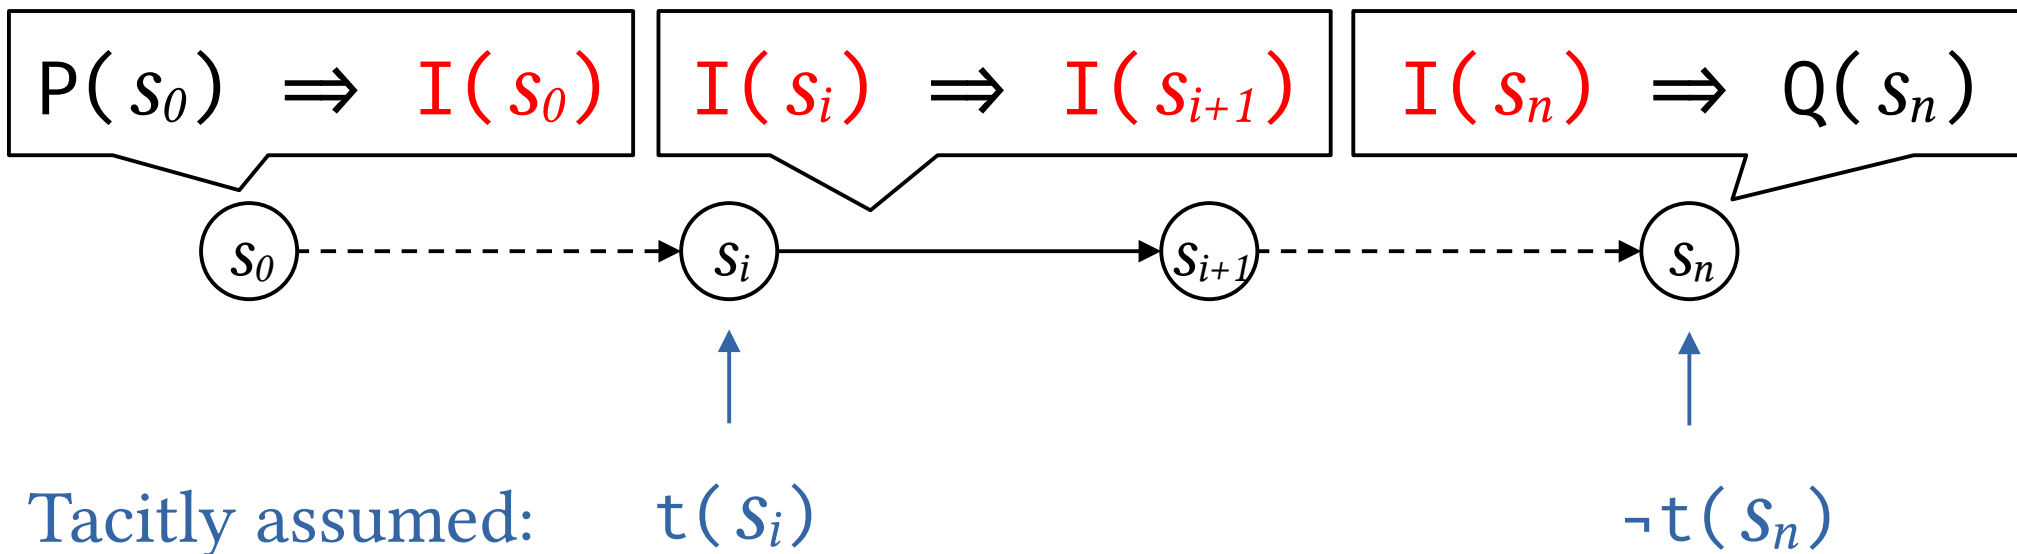 P(s₀) ⇒ I(s₀)
I(sᵢ) ⇒ I(sᵢ₊₁)
I(sₙ) ⇒ Q(sₙ)
s₀
sᵢ
sᵢ₊₁
sₙ
Tacitly assumed: t(sᵢ) ¬t(sₙ)